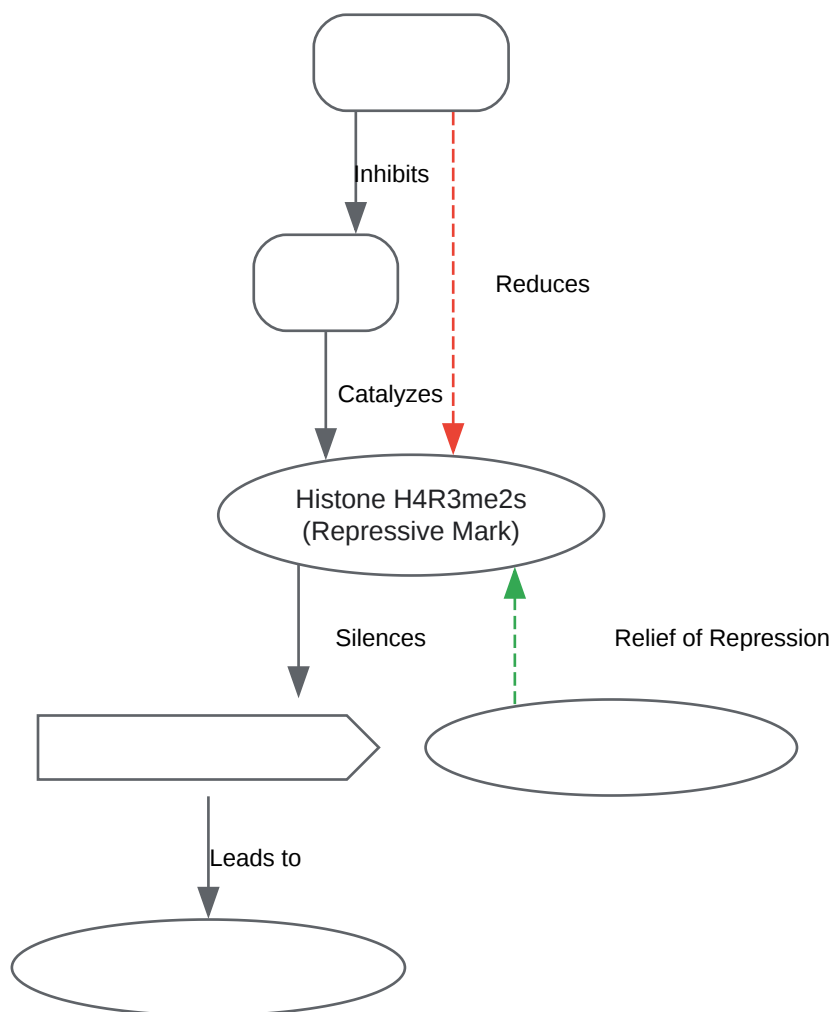 Inhibits
Reduces
Catalyzes
Histone H4R3me2s
(Repressive Mark)
Silences
Relief of Repression
Leads to